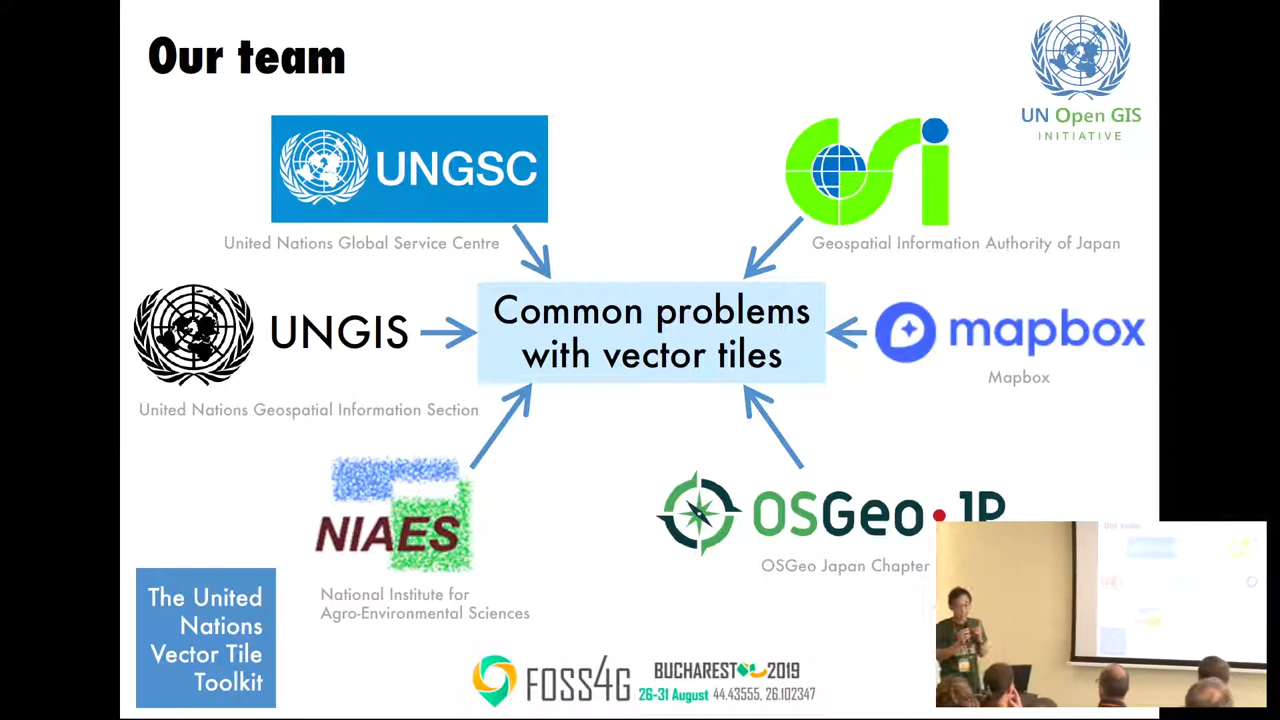 Our team
UN Open GIS
INITIATIVE
UNGSC
United Nations Global Service Centre
GSi
Geospatial Information Authority of Japan
UNGIS
United Nations Geospatial Information Section
Common problems
with vector tiles
mapbox
Mapbox
NIAES
National Institute for
Agro-Environmental Sciences
OSGeo.JP
OSGeo Japan Chapter
The United
Nations
Vector Tile
Toolkit
FOSS4G
BUCHAREST 2019
26-31 August 44.43555, 26.102347
Our team